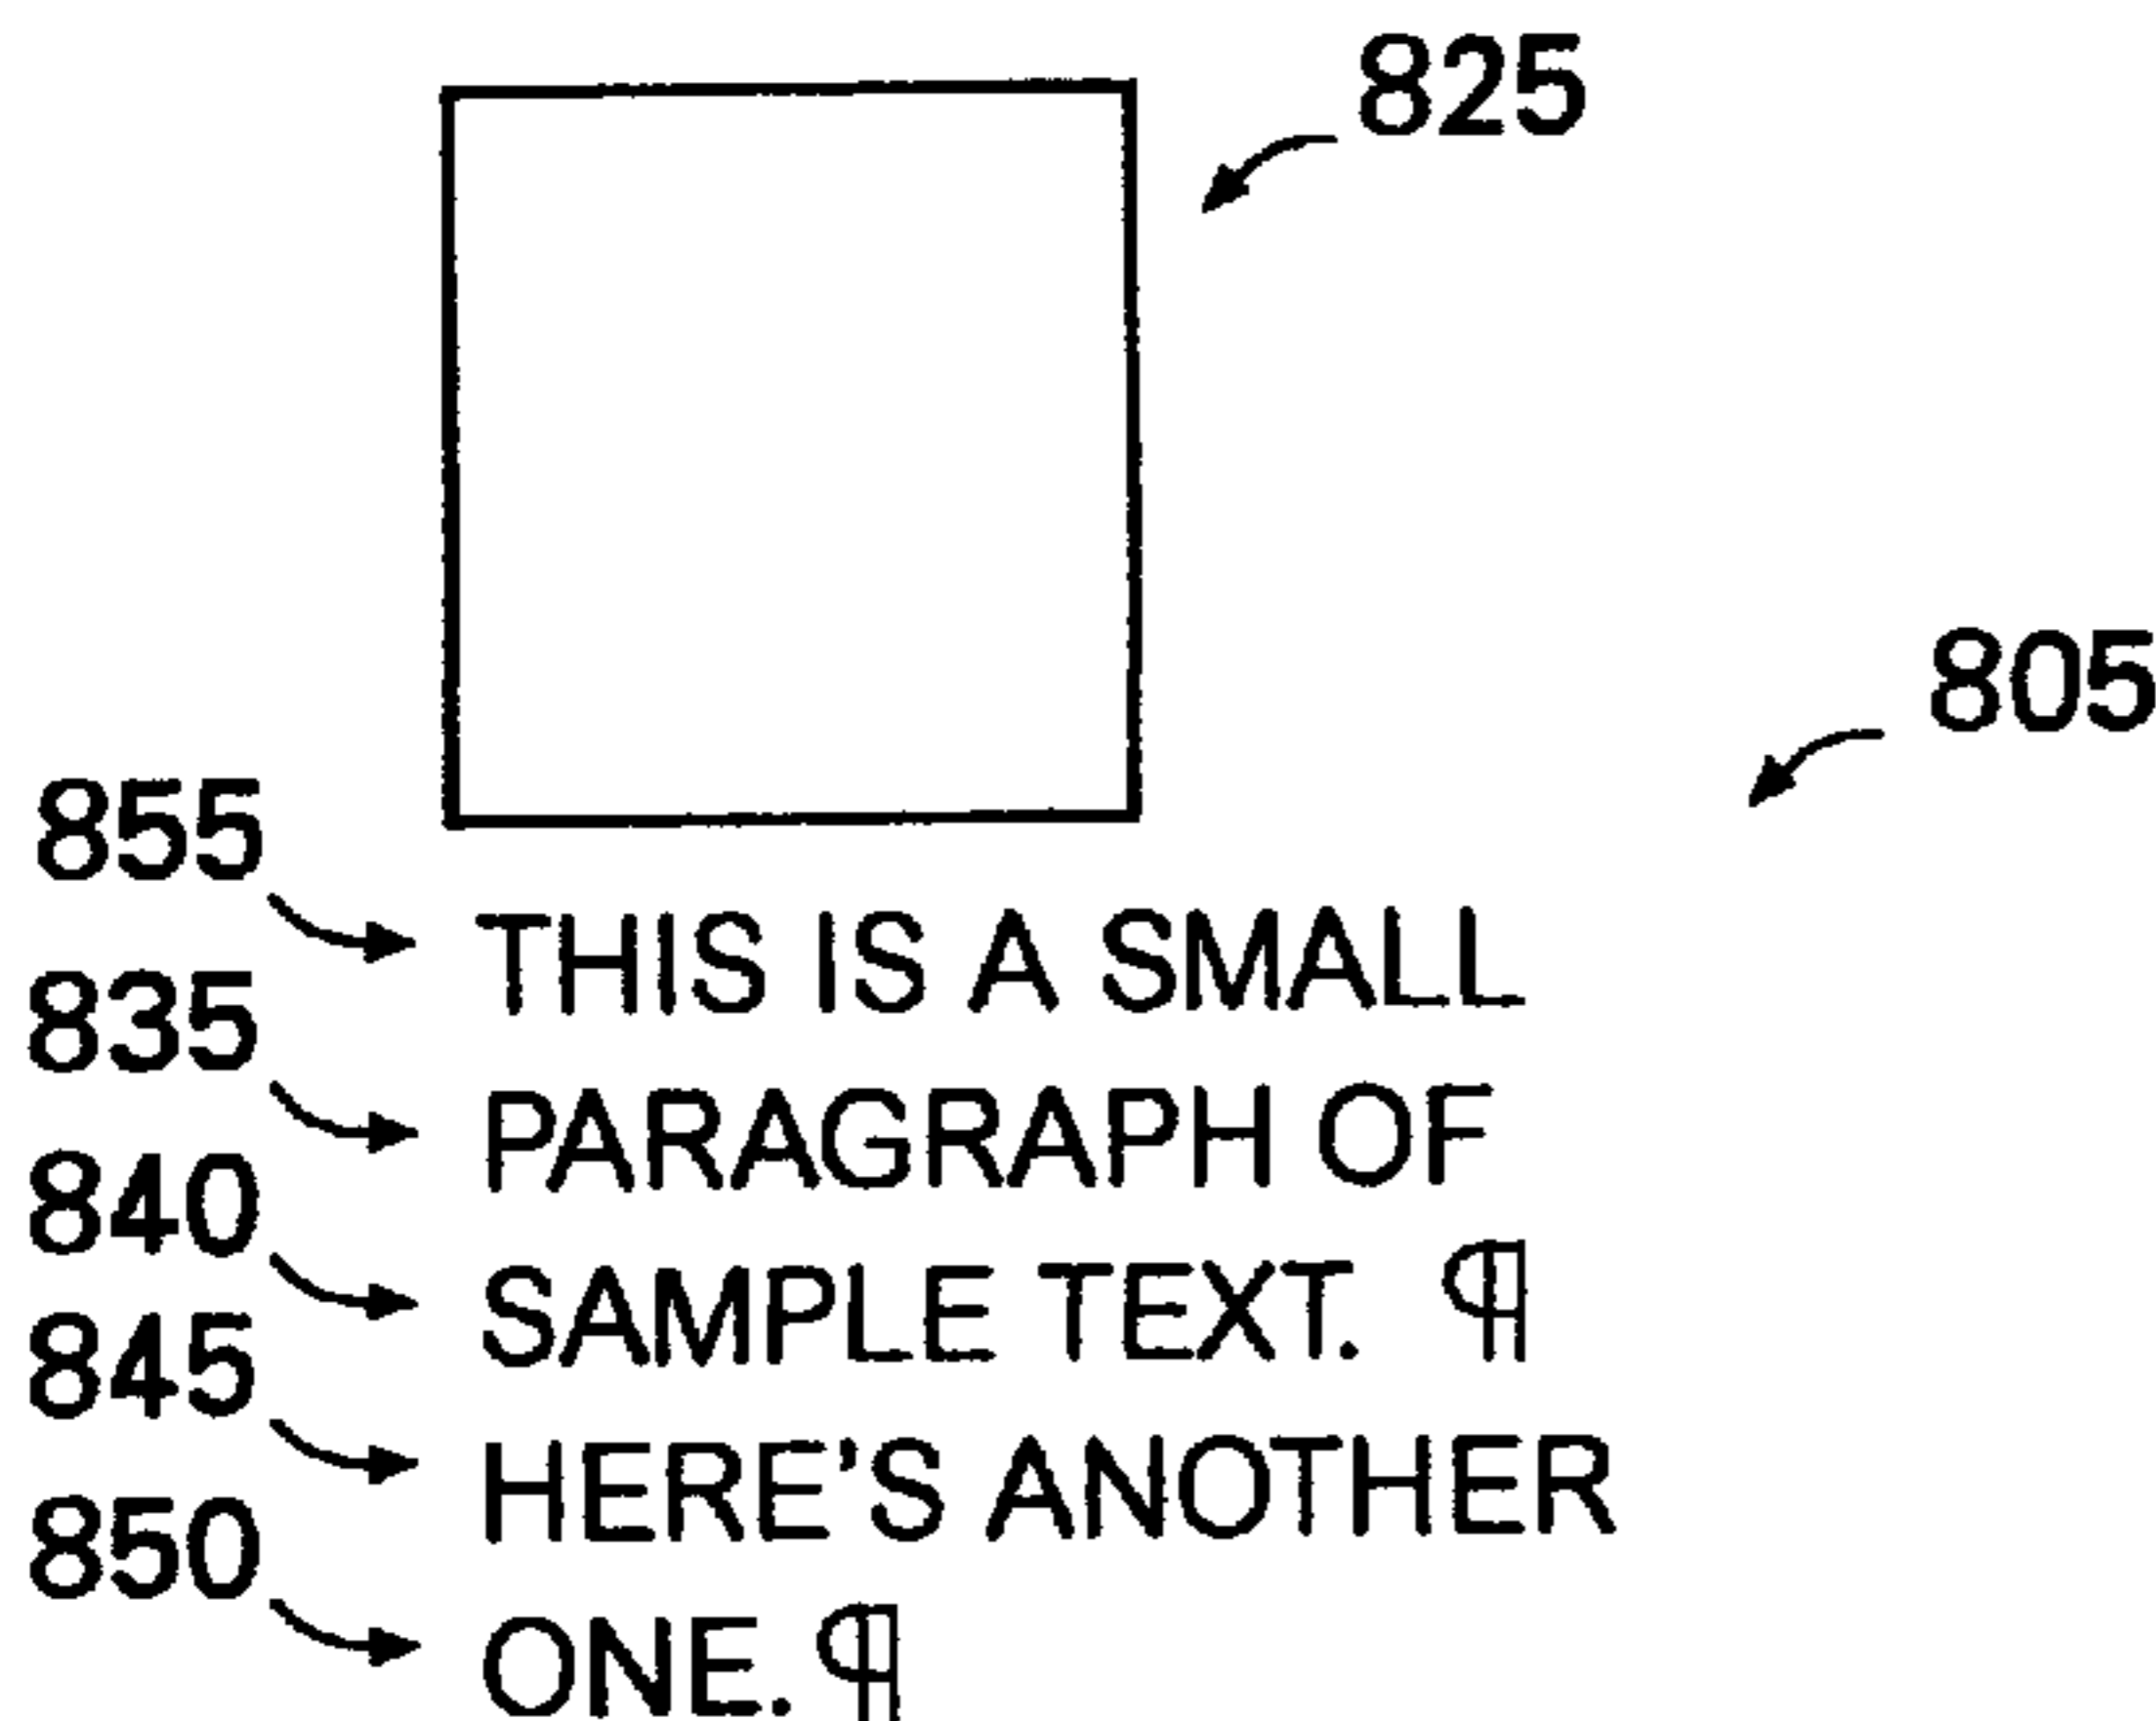 825
805
855
THIS IS A SMALL
835
PARAGRAPH OF
840
SAMPLE TEXT. ¶
845
HERE'S ANOTHER
850
ONE. ¶